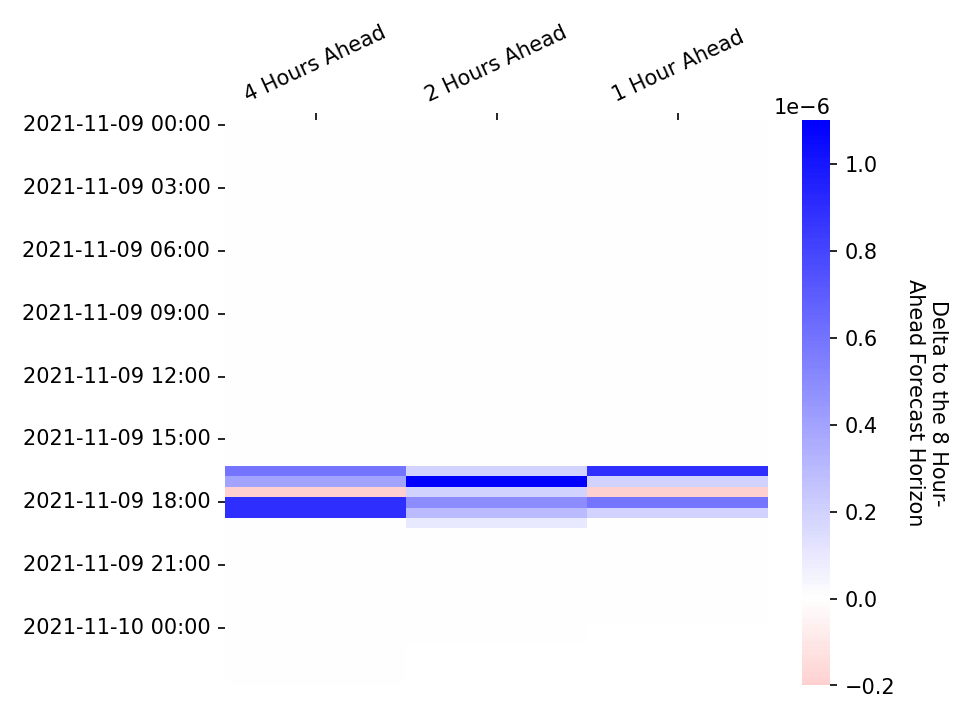 4 Hours Ahead
2 Hours Ahead
1 Hour Ahead
1e−6
2021-11-09 00:00
2021-11-09 03:00
2021-11-09 06:00
2021-11-09 09:00
2021-11-09 12:00
2021-11-09 15:00
2021-11-09 18:00
2021-11-09 21:00
2021-11-10 00:00
1.0
0.8
0.6
0.4
0.2
0.0
−0.2
Delta to the 8 Hour-
Ahead Forecast Horizon